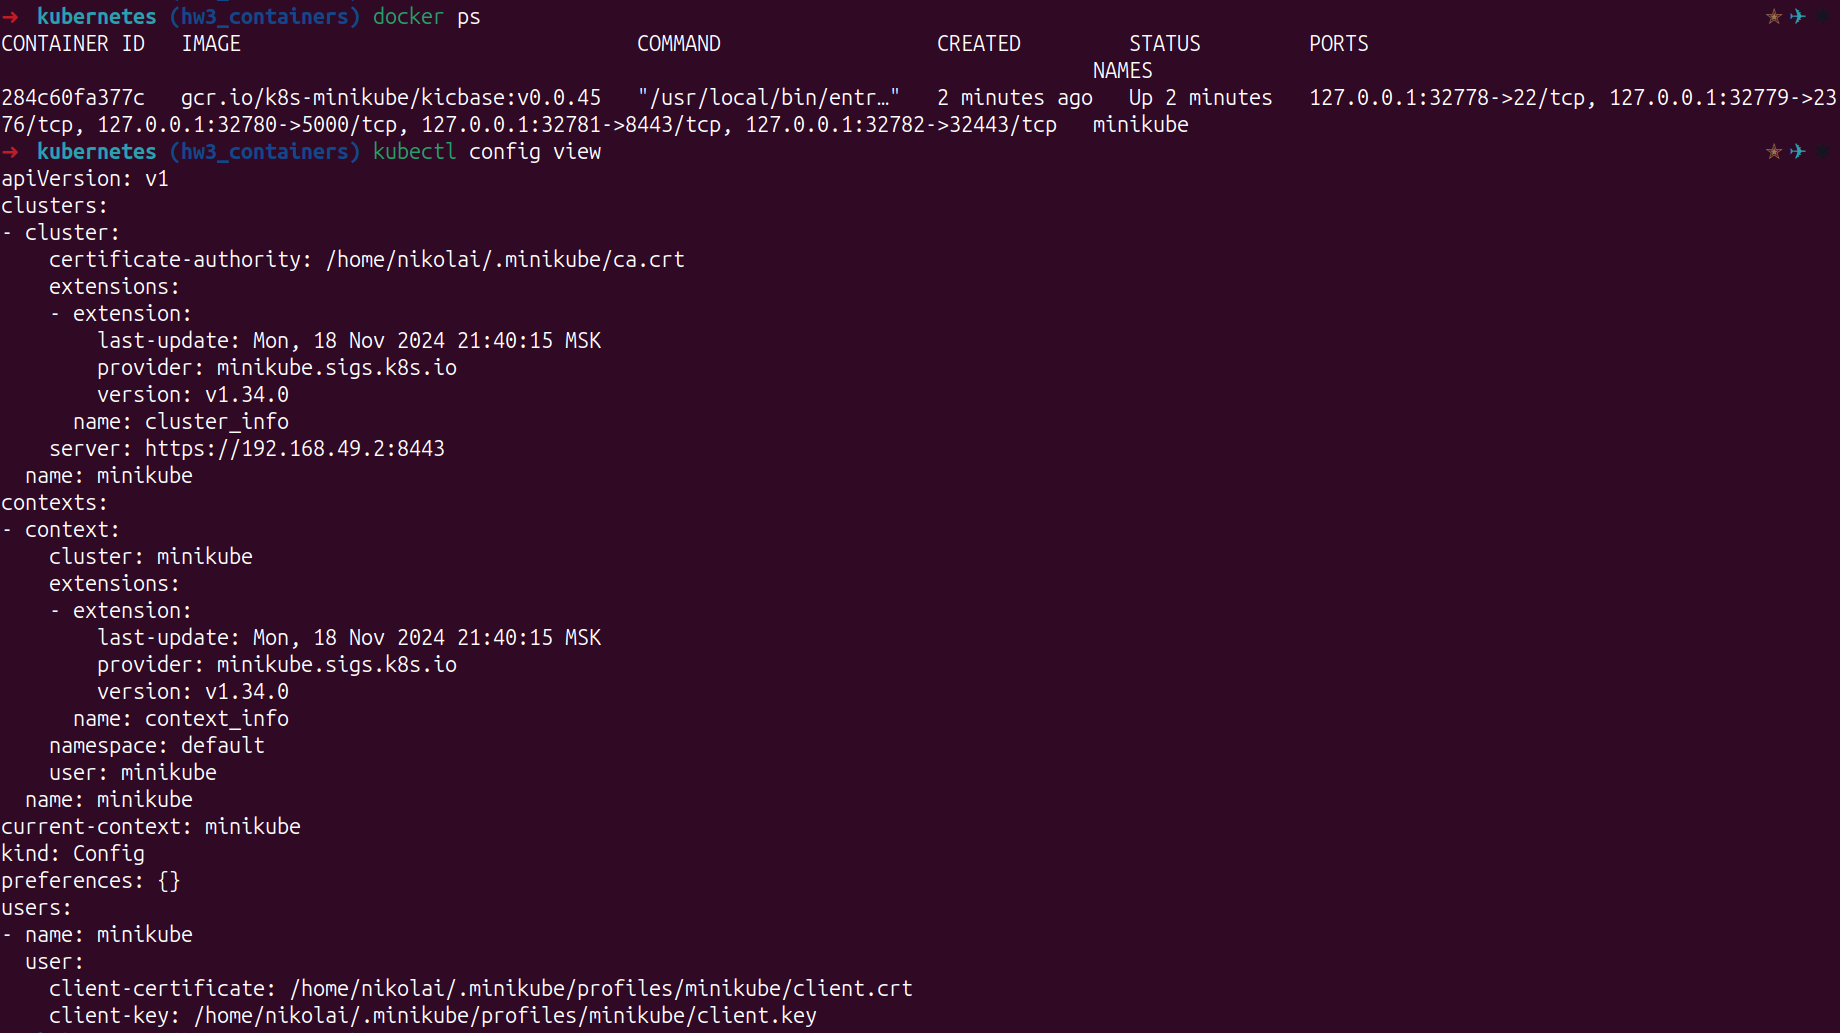 → kubernetes (hw3_containers) docker ps
CONTAINER ID   IMAGE                                 COMMAND                  CREATED         STATUS         PORTS
                                                                                           NAMES
284c60fa377c   gcr.io/k8s-minikube/kicbase:v0.0.45   "/usr/local/bin/entr…"   2 minutes ago   Up 2 minutes   127.0.0.1:32778->22/tcp, 127.0.0.1:32779->23
76/tcp, 127.0.0.1:32780->5000/tcp, 127.0.0.1:32781->8443/tcp, 127.0.0.1:32782->32443/tcp   minikube
→ kubernetes (hw3_containers) kubectl config view
apiVersion: v1
clusters:
- cluster:
    certificate-authority: /home/nikolai/.minikube/ca.crt
    extensions:
    - extension:
        last-update: Mon, 18 Nov 2024 21:40:15 MSK
        provider: minikube.sigs.k8s.io
        version: v1.34.0
      name: cluster_info
    server: https://192.168.49.2:8443
  name: minikube
contexts:
- context:
    cluster: minikube
    extensions:
    - extension:
        last-update: Mon, 18 Nov 2024 21:40:15 MSK
        provider: minikube.sigs.k8s.io
        version: v1.34.0
      name: context_info
    namespace: default
    user: minikube
  name: minikube
current-context: minikube
kind: Config
preferences: {}
users:
- name: minikube
  user:
    client-certificate: /home/nikolai/.minikube/profiles/minikube/client.crt
    client-key: /home/nikolai/.minikube/profiles/minikube/client.key